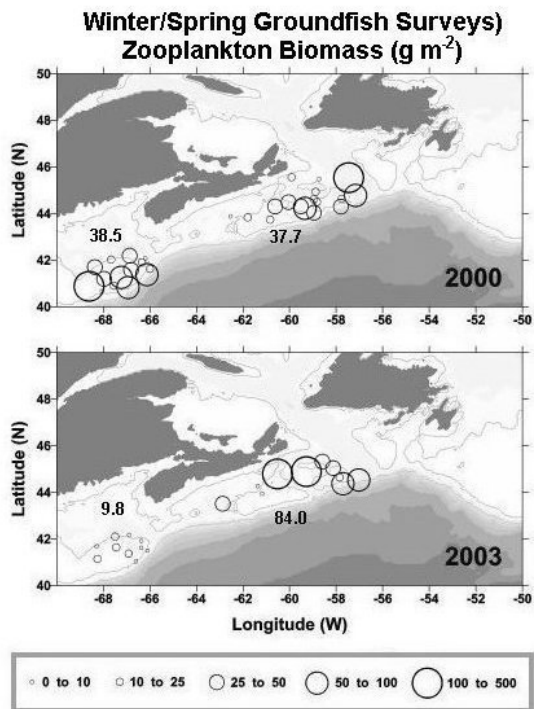 Winter/Spring Groundfish Surveys)
Zooplankton Biomass (g m-2)
50
48
46
44
42
40
Latitude (N)
38.5
37.7
2000
-68 -66 -64 -62 -60 -58 -56 -54 -52 -50
50
48
46
44
42
40
Latitude (N)
9.8
84.0
2003
-68 -66 -64 -62 -60 -58 -56 -54 -52 -50
Longitude (W)
0 to 10 10 to 25 25 to 50 50 to 100 100 to 500